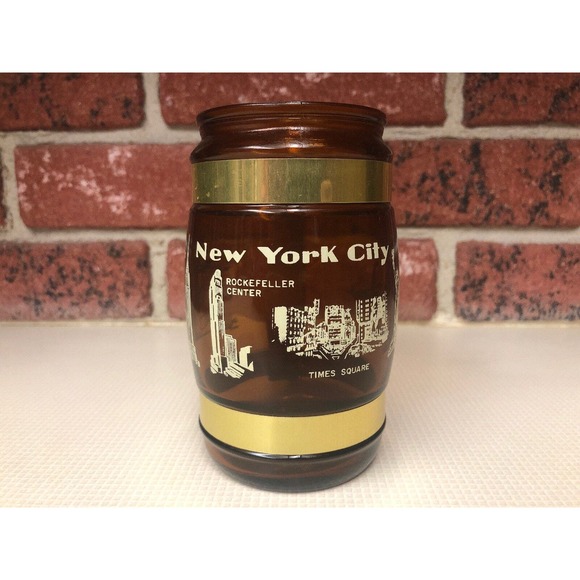 New York City
ROCKEFELLER
CENTER
TIMES SQUARE